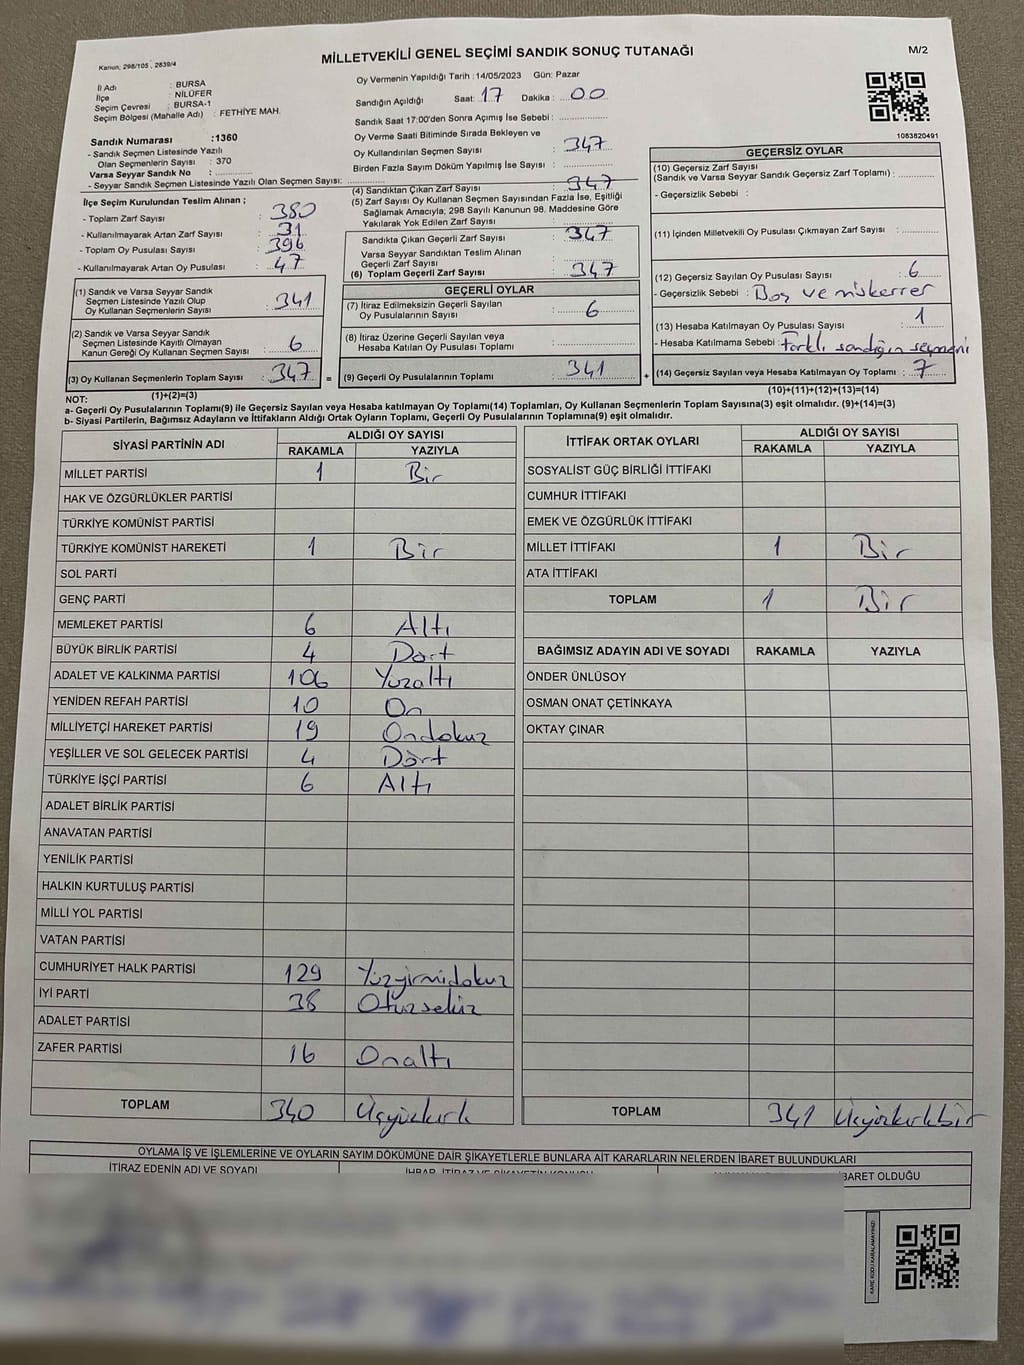 Kanun; 298/105 , 2839/4
MİLLETVEKİLİ GENEL SEÇİMİ SANDIK SONUÇ TUTANAĞI
M/2
İl Adı : BURSA
İlçe : NİLÜFER
Seçim Çevresi : BURSA-1
Seçim Bölgesi (Mahalle Adı) : FETHİYE MAH.
Sandık Numarası :1360
- Sandık Seçmen Listesinde Yazılı
Olan Seçmenlerin Sayısı : 370
Varsa Seyyar Sandık No :
- Seyyar Sandık Seçmen Listesinde Yazılı Olan Seçmen Sayısı:
Oy Vermenin Yapıldığı Tarih : 14/05/2023 Gün: Pazar
Sandığın Açıldığı Saat: 17 Dakika : 00
Sandık Saat 17:00'den Sonra Açımış İse Sebebi :
Oy Verme Saati Bitiminde Sırada Bekleyen ve
Oy Kullandırılan Seçmen Sayısı : 347
Birden Fazla Sayım Döküm Yapılmış İse Sayısı :
1083820491
İlçe Seçim Kurulundan Teslim Alınan ;
- Toplam Zarf Sayısı : 380
- Kullanılmayarak Artan Zarf Sayısı : 31
- Toplam Oy Pusulası Sayısı : 396
- Kullanılmayarak Artan Oy Pusulası : 47
(1) Sandık ve Varsa Seyyar Sandık
Seçmen Listesinde Yazılı Olup
Oy Kullanan Seçmenlerin Sayısı : 341
(2) Sandık ve Varsa Seyyar Sandık
Seçmen Listesinde Kayıtlı Olmayan
Kanun Gereği Oy Kullanan Seçmen Sayısı : 6
(3) Oy Kullanan Seçmenlerin Toplam Sayısı : 347
(1)+(2)=(3)
(4) Sandıktan Çıkan Zarf Sayısı : 347
(5) Zarf Sayısı Oy Kullanan Seçmen Sayısından Fazla İse, Eşitliği
Sağlamak Amacıyla; 298 Sayılı Kanunun 98. Maddesine Göre
Yakılarak Yok Edilen Zarf Sayısı :
Sandıkta Çıkan Geçerli Zarf Sayısı : 347
Varsa Seyyar Sandıktan Teslim Alınan
Geçerli Zarf Sayısı :
(6) Toplam Geçerli Zarf Sayısı : 347
GEÇERLİ OYLAR
(7) İtiraz Edilmeksizin Geçerli Sayılan
Oy Pusulalarının Sayısı : 6
(8) İtiraz Üzerine Geçerli Sayılan veya
Hesaba Katılan Oy Pusulası Toplamı :
= (9) Geçerli Oy Pusulalarının Toplamı : 341 +
GEÇERSİZ OYLAR
(10) Geçersiz Zarf Sayısı
(Sandık ve Varsa Seyyar Sandık Geçersiz Zarf Toplamı) :
- Geçersizlik Sebebi :
(11) İçinden Milletvekili Oy Pusulası Çıkmayan Zarf Sayısı :
(12) Geçersiz Sayılan Oy Pusulası Sayısı : 6
- Geçersizlik Sebebi : Boş ve mükerrer
(13) Hesaba Katılmayan Oy Pusulası Sayısı : 1
- Hesaba Katılmama Sebebi : Farklı sandığın seçmeni
(14) Geçersiz Sayılan veya Hesaba Katılmayan Oy Toplamı : 7
(10)+(11)+(12)+(13)=(14)
NOT:
a- Geçerli Oy Pusulalarının Toplamı(9) ile Geçersiz Sayılan veya Hesaba katılmayan Oy Toplamı(14) Toplamları, Oy Kullanan Seçmenlerin Toplam Sayısına(3) eşit olmalıdır. (9)+(14)=(3)
b- Siyasi Partilerin, Bağımsız Adayların ve İttifakların Aldığı Ortak Oyların Toplamı, Geçerli Oy Pusulalarının Toplamına(9) eşit olmalıdır.
SİYASİ PARTİNİN ADI ALDIĞI OY SAYISI
RAKAMLA YAZIYLA
MİLLET PARTİSİ 1 Bir
HAK VE ÖZGÜRLÜKLER PARTİSİ
TÜRKİYE KOMÜNİST PARTİSİ
TÜRKİYE KOMÜNİST HAREKETİ 1 Bir
SOL PARTİ
GENÇ PARTİ
MEMLEKET PARTİSİ 6 Altı
BÜYÜK BİRLİK PARTİSİ 4 Dört
ADALET VE KALKINMA PARTİSİ 106 Yüzaltı
YENİDEN REFAH PARTİSİ 10 On
MİLLİYETÇİ HAREKET PARTİSİ 19 Ondokuz
YEŞİLLER VE SOL GELECEK PARTİSİ 4 Dört
TÜRKİYE İŞÇİ PARTİSİ 6 Altı
ADALET BİRLİK PARTİSİ
ANAVATAN PARTİSİ
YENİLİK PARTİSİ
HALKIN KURTULUŞ PARTİSİ
MİLLİ YOL PARTİSİ
VATAN PARTİSİ
CUMHURİYET HALK PARTİSİ 129 Yüzyirmidokuz
İYİ PARTİ 38 Otuzsekiz
ADALET PARTİSİ
ZAFER PARTİSİ 16 Onaltı
TOPLAM 340 Üçyüzkırk
İTTİFAK ORTAK OYLARI ALDIĞI OY SAYISI
RAKAMLA YAZIYLA
SOSYALİST GÜÇ BİRLİĞİ İTTİFAKI
CUMHUR İTTİFAKI
EMEK VE ÖZGÜRLÜK İTTİFAKI
MİLLET İTTİFAKI 1 Bir
ATA İTTİFAKI
TOPLAM 1 Bir
BAĞIMSIZ ADAYIN ADI VE SOYADI RAKAMLA YAZIYLA
ÖNDER ÜNLÜSOY
OSMAN ONAT ÇETİNKAYA
OKTAY ÇINAR
TOPLAM 341 Üçyüzkırkbir
OYLAMA İŞ VE İŞLEMLERİNE VE OYLARIN SAYIM DÖKÜMÜNE DAİR ŞİKAYETLERLE BUNLARA AİT KARARLARIN NELERDEN İBARET BULUNDUKLARI
İTİRAZ EDENİN ADI VE SOYADI İHBAR, İTİRAZ VE ŞİKAYETİN KONUSU İBARET OLDUĞU
KARE KODU KARALAMAYINIZ!